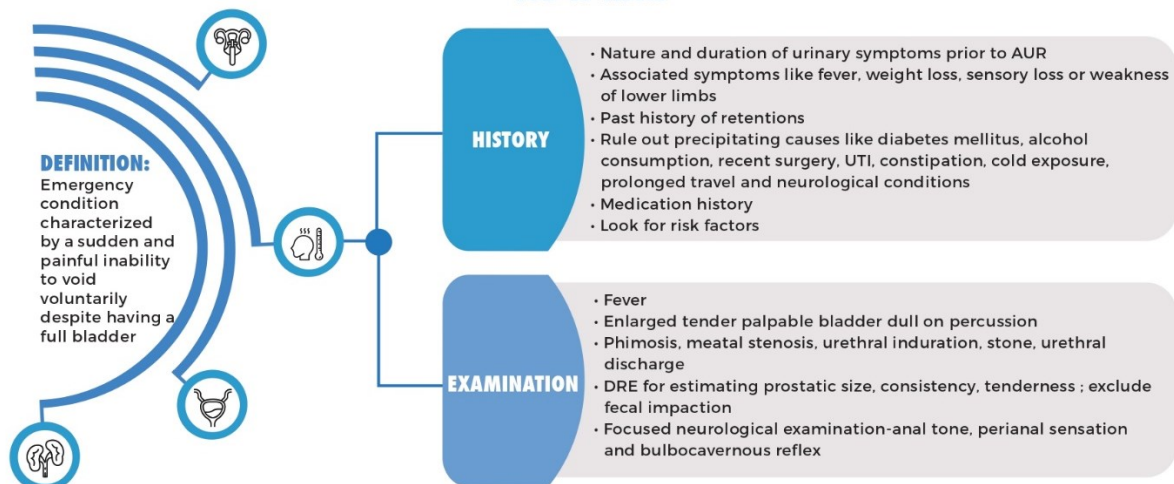 DEFINITION:
Emergency
condition
characterized
by a sudden and
painful inability
to void
voluntarily
despite having a
full bladder
HISTORY
• Nature and duration of urinary symptoms prior to AUR
• Associated symptoms like fever, weight loss, sensory loss or weakness
of lower limbs
• Past history of retentions
• Rule out precipitating causes like diabetes mellitus, alcohol
consumption, recent surgery, UTI, constipation, cold exposure,
prolonged travel and neurological conditions
• Medication history
• Look for risk factors
EXAMINATION
• Fever
• Enlarged tender palpable bladder dull on percussion
• Phimosis, meatal stenosis, urethral induration, stone, urethral
discharge
• DRE for estimating prostatic size, consistency, tenderness ; exclude
fecal impaction
• Focused neurological examination-anal tone, perianal sensation
and bulbocavernous reflex